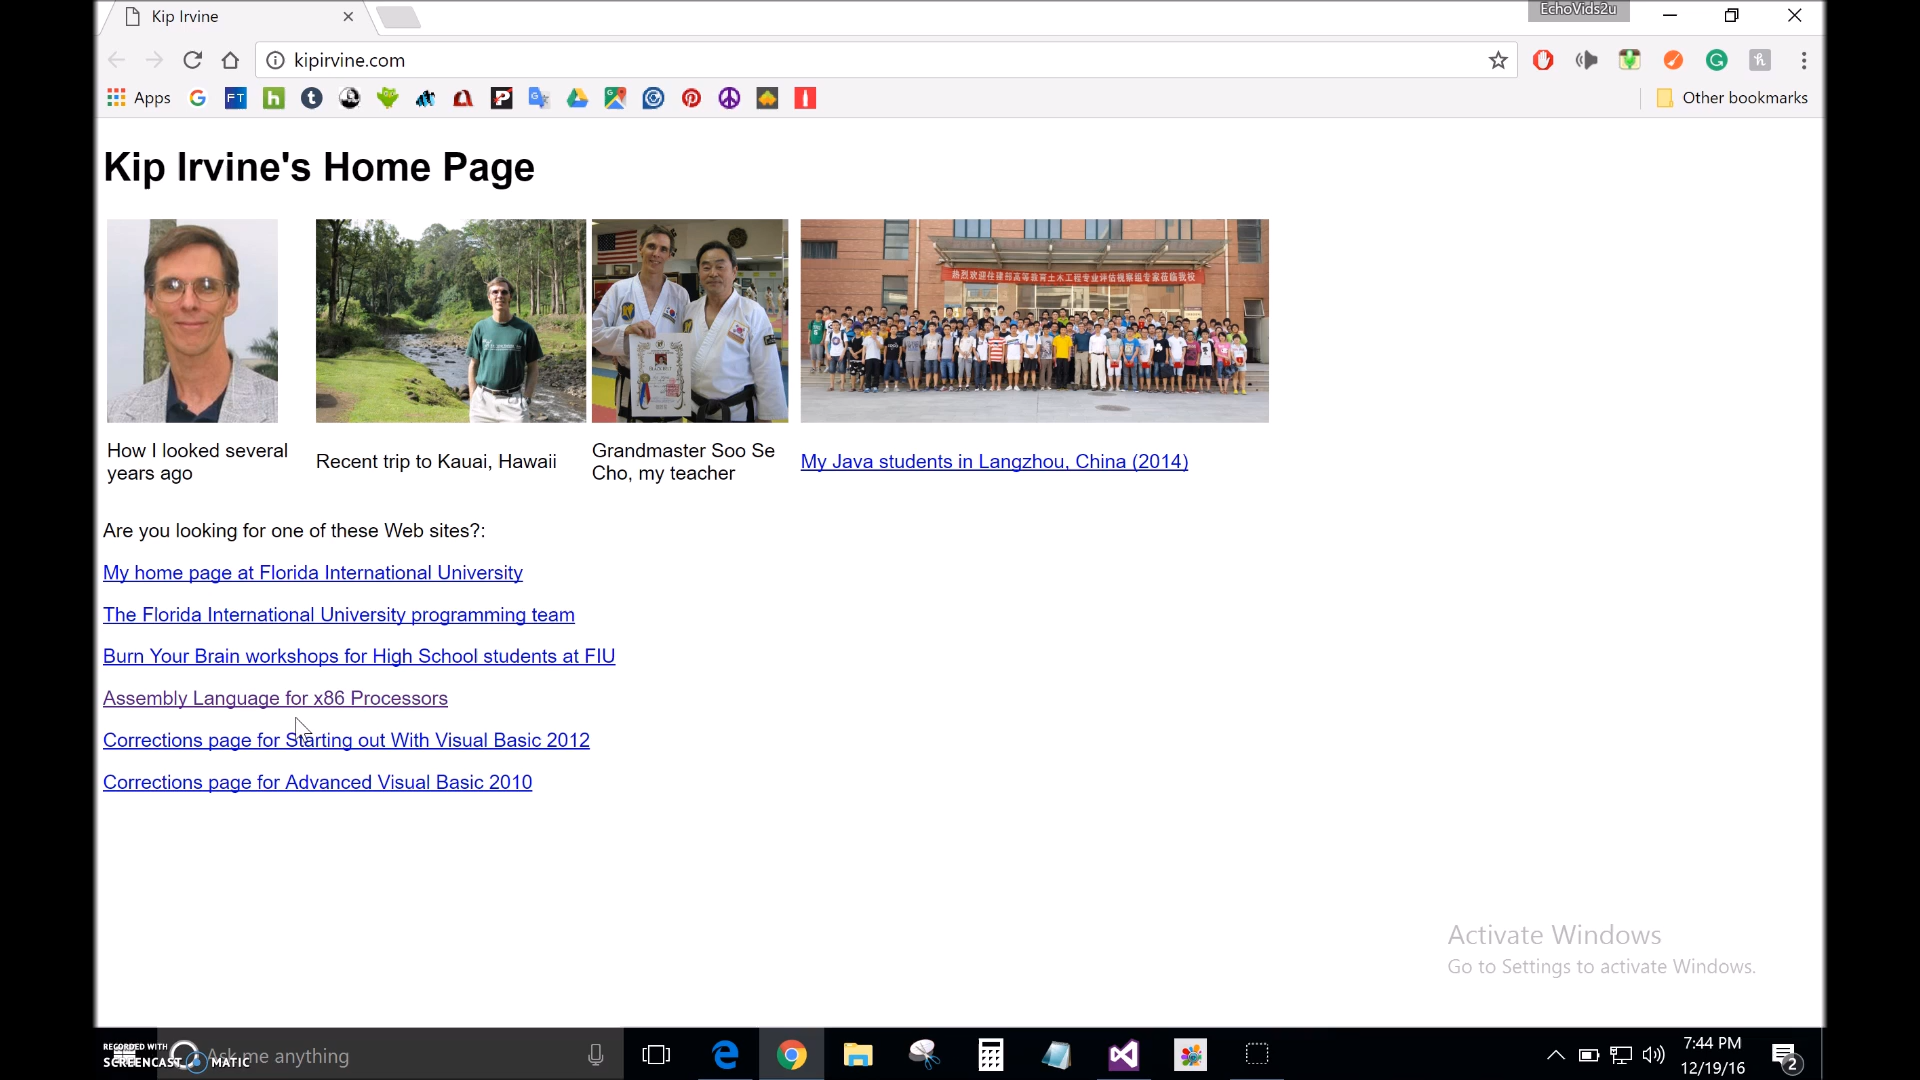 Kip Irvine
EchoVids2u
kipirvine.com
Apps
FT
Other bookmarks
Kip Irvine's Home Page
How I looked several
years ago
Recent trip to Kauai, Hawaii
Grandmaster Soo Se
Cho, my teacher
My Java students in Langzhou, China (2014)
Are you looking for one of these Web sites?:
My home page at Florida International University
The Florida International University programming team
Burn Your Brain workshops for High School students at FIU
Assembly Language for x86 Processors
Corrections page for Starting out With Visual Basic 2012
Corrections page for Advanced Visual Basic 2010
Activate Windows
Go to Settings to activate Windows.
RECORDED WITH
SCREENCAST MATIC
Ask me anything
7:44 PM
12/19/16
2